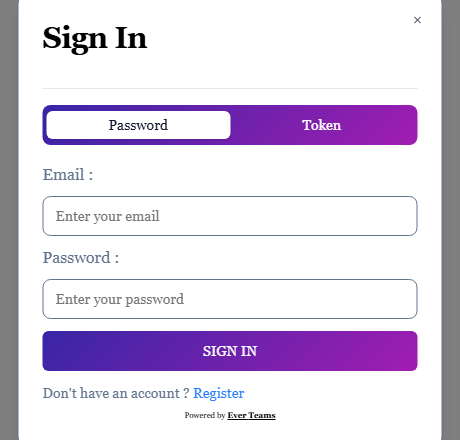 ×
Sign In
Password Token
Email :
Enter your email
Password :
Enter your password
SIGN IN
Don't have an account ? Register
Powered by Ever Teams